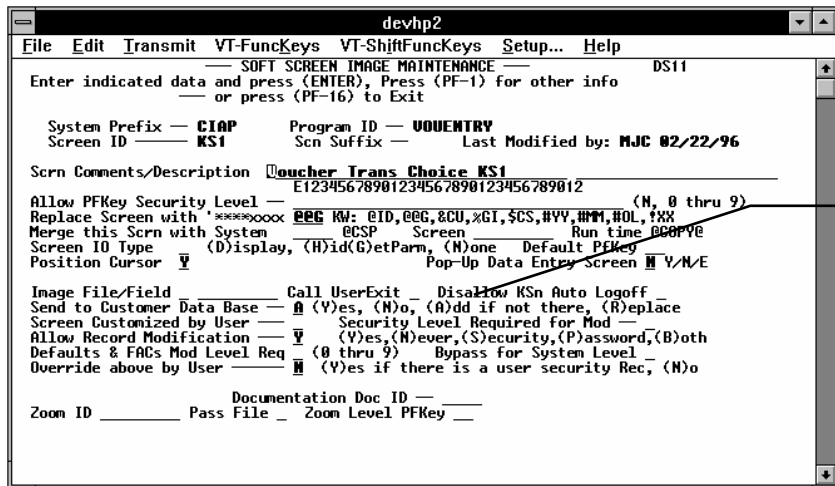 devhp2
File Edit Transmit VT-FuncKeys VT-ShiftFuncKeys Setup... Help
— SOFT SCREEN IMAGE MAINTENANCE — DS11
Enter indicated data and press (ENTER), Press (PF-1) for other info
— or press (PF-16) to Exit
System Prefix — CIAP Program ID — VOUENTRY
Screen ID — KS1 Scn Suffix — Last Modified by: MJC 02/22/96
Scrn Comments/Description Voucher Trans Choice KS1
E12345678901234567890123456789012
Allow PFKey Security Level — (N, 0 thru 9)
Replace Screen with '****xxxx @@G KW: @ID,@@G,&CU,%GI,$CS,#YY,#MM,#OL,!XX
Merge this Scrn with System ____ @CSP Screen ____ Run time @COPY@
Screen IO Type _ (D)isplay, (H)id(G)etParm, (N)one Default PfKey __
Position Cursor Y Pop-Up Data Entry Screen N Y/N/E
Image File/Field _ ____ Call UserExit _ Disallow KSn Auto Logoff _
Send to Customer Data Base — A (Y)es, (N)o, (A)dd if not there, (R)eplace
Screen Customized by User — _ Security Level Required for Mod — _
Allow Record Modification — Y (Y)es,(N)ever,(S)ecurity,(P)assword,(B)oth
Defaults & FACs Mod Level Req _ (0 thru 9) Bypass for System Level _
Override above by User — N (Y)es if there is a user security Rec, (N)o
Documentation Doc ID — ____
Zoom ID ____ Pass File _ Zoom Level PFKey __